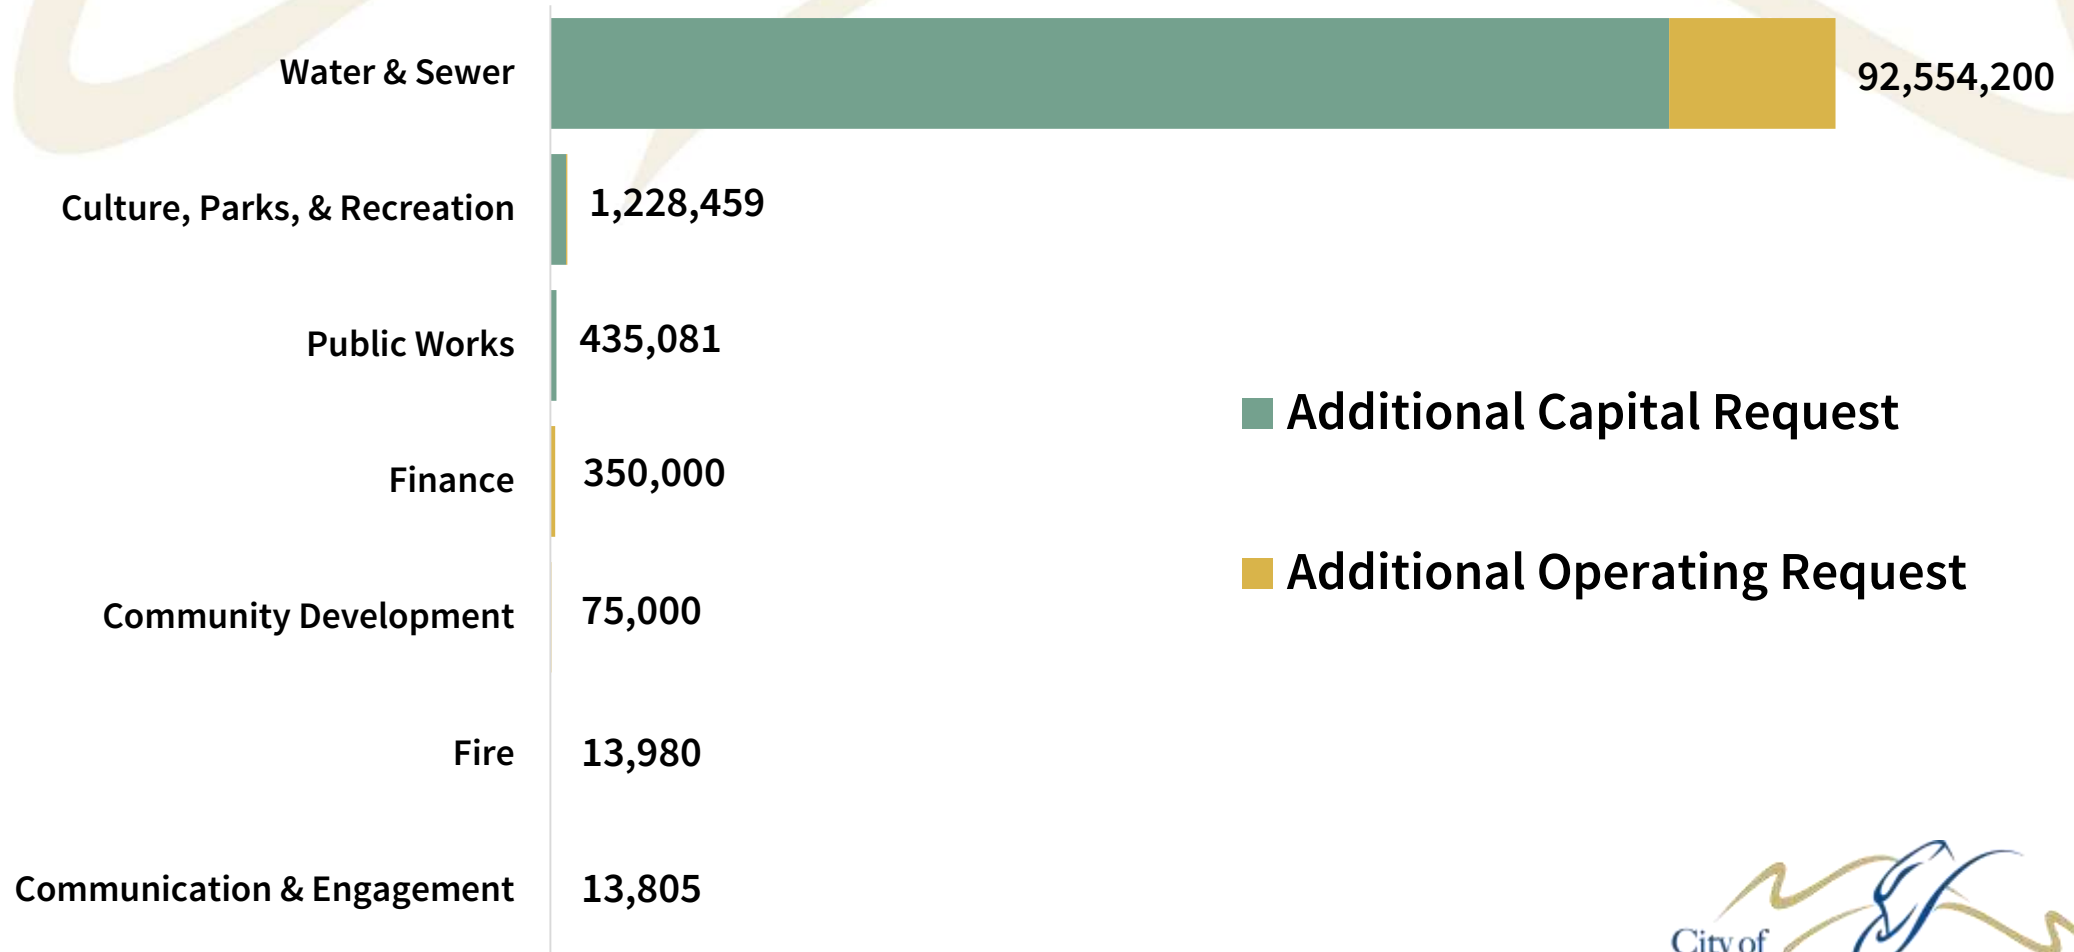 Water & Sewer 92,554,200
Culture, Parks, & Recreation 1,228,459
Public Works 435,081
Additional Capital Request
Finance 350,000
Additional Operating Request
Community Development 75,000
Fire 13,980
Communication & Engagement 13,805
City of